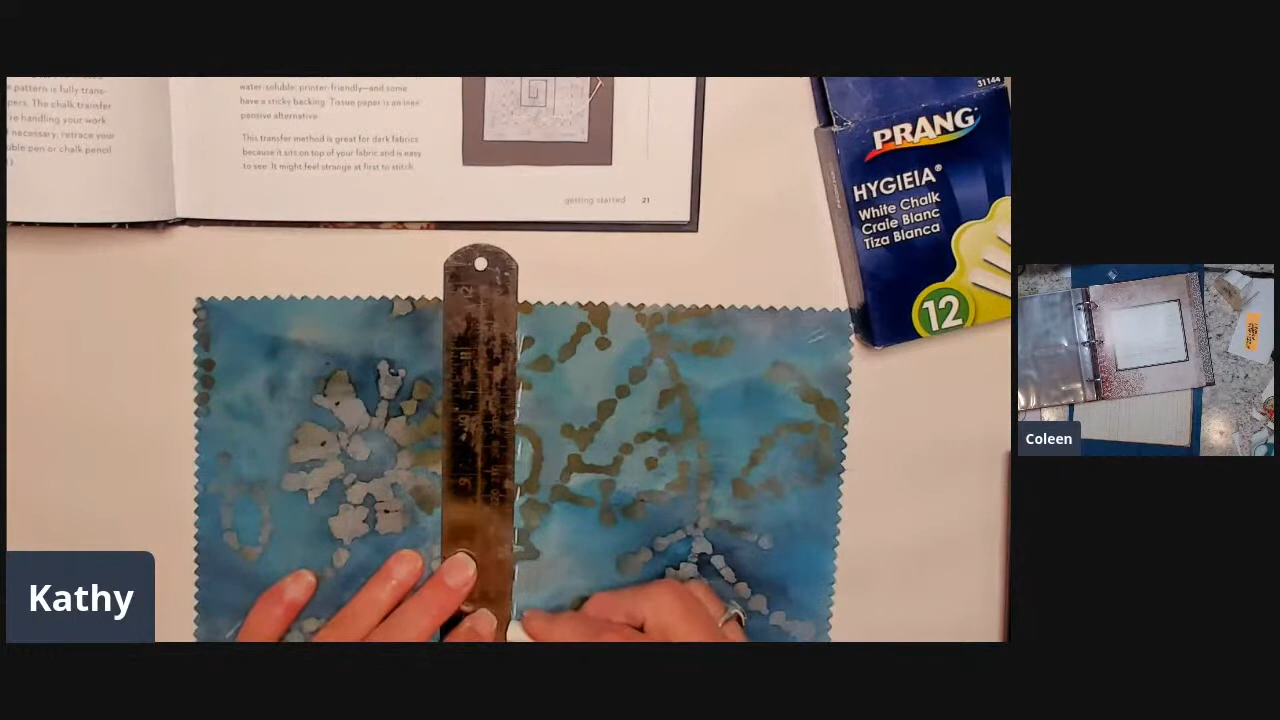 pattern is fully trans-
pers. The chalk transfer
're handling your work
necessary, retrace your
ble pen or chalk pencil
water-soluble, printer-friendly—and some
have a sticky backing. Tissue paper is an inex-
pensive alternative.
This transfer method is great for dark fabrics
because it sits on top of your fabric and is easy
to see. It might feel strange at first to stitch
getting started 21
31144
PRANG
HYGIEIA®
White Chalk
Craie Blanc
Tiza Blanca
12
Kathy
Coleen